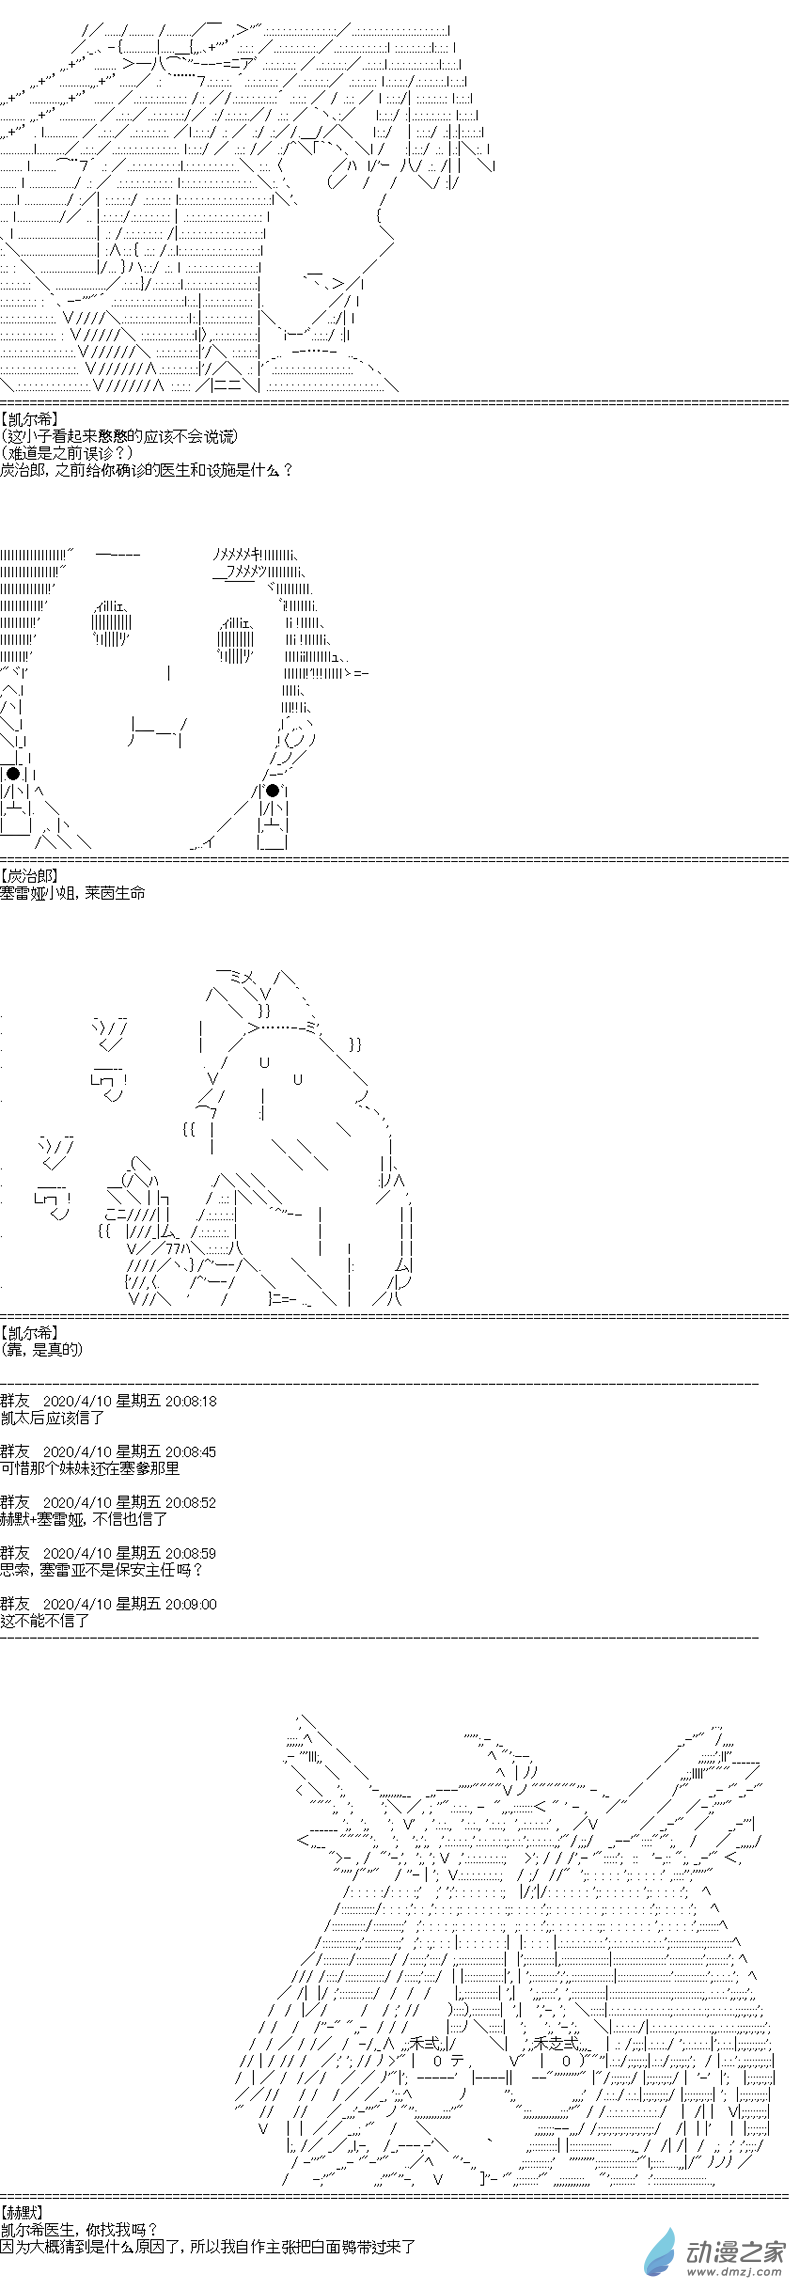 【凯尔希】
（这小子看起来憨憨的应该不会说谎）
（难道是之前误诊？）
炭治郎，之前给你确诊的医生和设施是什么？
【炭治郎】
塞雷娅小姐，莱茵生命
【凯尔希】
（靠，是真的）
群友 2020/4/10 星期五 20:08:18
凯太后应该信了
群友 2020/4/10 星期五 20:08:45
可惜那个妹妹还在塞爹那里
群友 2020/4/10 星期五 20:08:52
赫默+塞雷娅，不信也信了
群友 2020/4/10 星期五 20:08:59
思索，塞雷亚不是保安主任吗？
群友 2020/4/10 星期五 20:09:00
这不能不信了
【赫默】
凯尔希医生，你找我吗？
因为大概猜到是什么原因了，所以我自作主张把白面鸮带过来了
动漫之家
www.dmzj.com